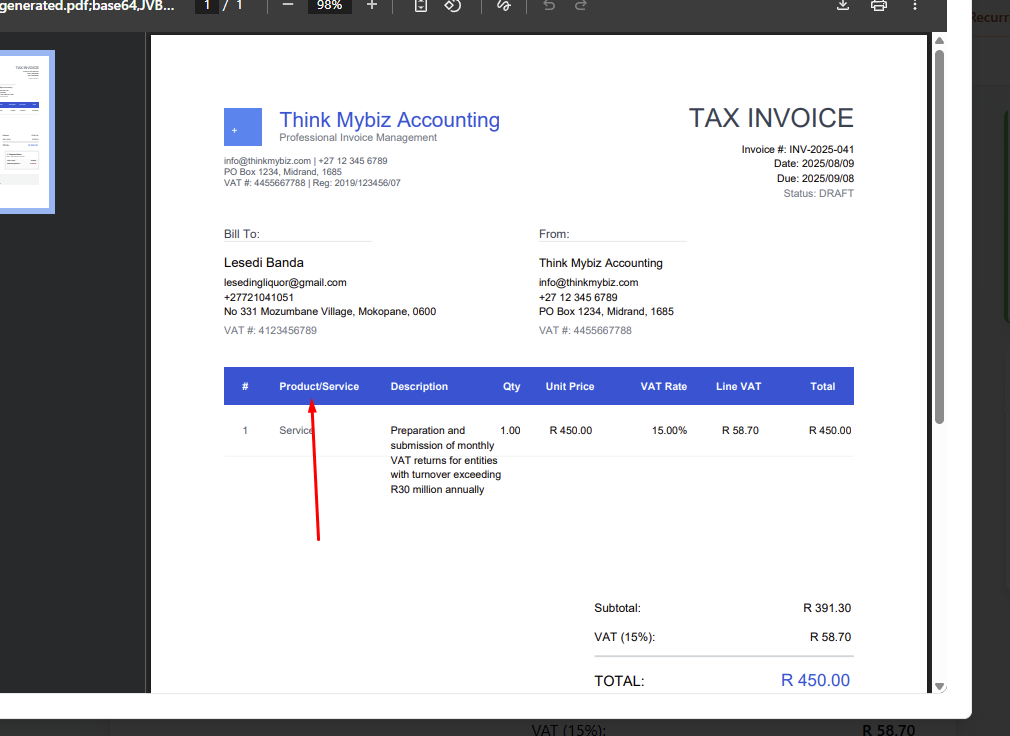 generated.pdf;base64,JVB... 1 / 1 98%
+ Think Mybiz Accounting
Professional Invoice Management
info@thinkmybiz.com | +27 12 345 6789
PO Box 1234, Midrand, 1685
VAT #: 4455667788 | Reg: 2019/123456/07
TAX INVOICE
Invoice #: INV-2025-041
Date: 2025/08/09
Due: 2025/09/08
Status: DRAFT
Bill To:
Lesedi Banda
lesedingliquor@gmail.com
+27721041051
No 331 Mozumbane Village, Mokopane, 0600
VAT #: 4123456789
From:
Think Mybiz Accounting
info@thinkmybiz.com
+27 12 345 6789
PO Box 1234, Midrand, 1685
VAT #: 4455667788
# Product/Service Description Qty Unit Price VAT Rate Line VAT Total
1 Service Preparation and 1.00 R 450.00 15.00% R 58.70 R 450.00
submission of monthly
VAT returns for entities
with turnover exceeding
R30 million annually
Subtotal: R 391.30
VAT (15%): R 58.70
TOTAL: R 450.00
VAT (15%): R 58.70